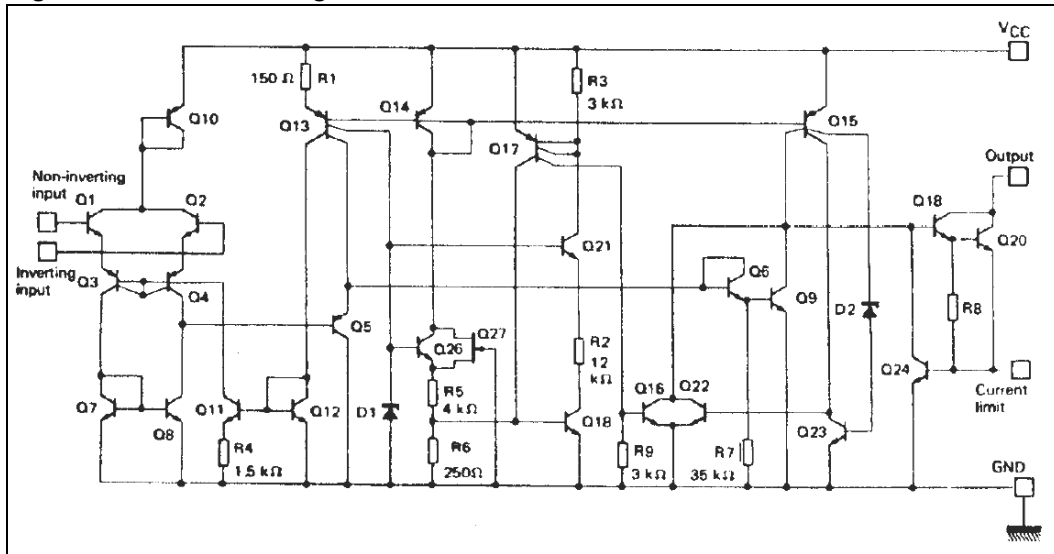 V_CC
150 Ω R1
R3
3 kΩ
Q10
Q13
Q14
Q17
Q15
Non-inverting
input
Output
Q1
Q2
Q18
Q20
Inverting
input
Q3
Q4
Q21
Q6
Q5
Q9
D2
R8
Q26
Q27
R2
12
kΩ
Q24
Current
limit
Q7
Q8
Q11
Q12
D1
R5
4 kΩ
Q18
Q16
Q22
Q23
R4
1.5 kΩ
R6
250Ω
R9
3 kΩ
R7
35 kΩ
GND